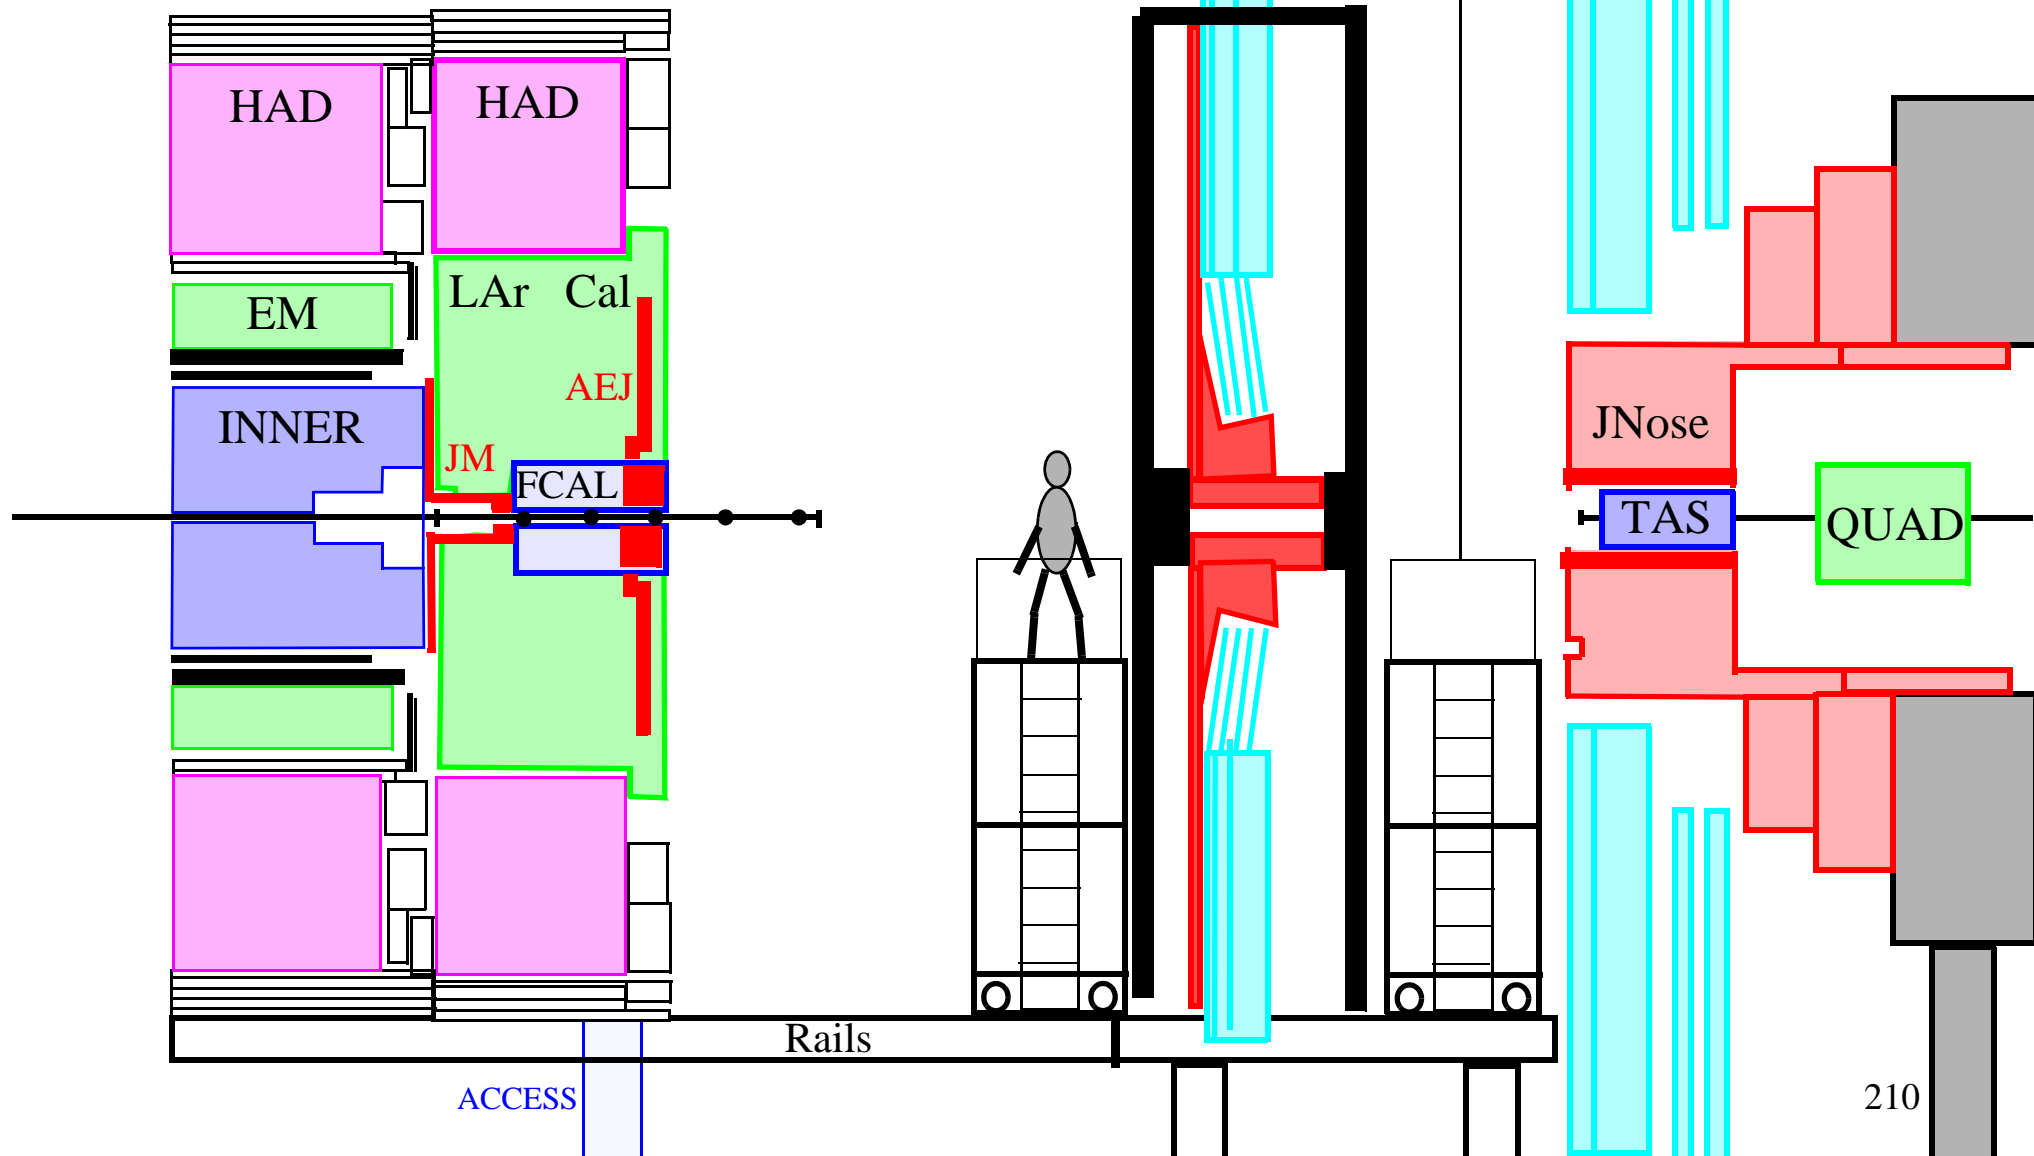 HAD HAD
LAr Cal
EM
AEJ
INNER
JNose
JM
FCAL
TAS
QUAD
Rails
ACCESS
210